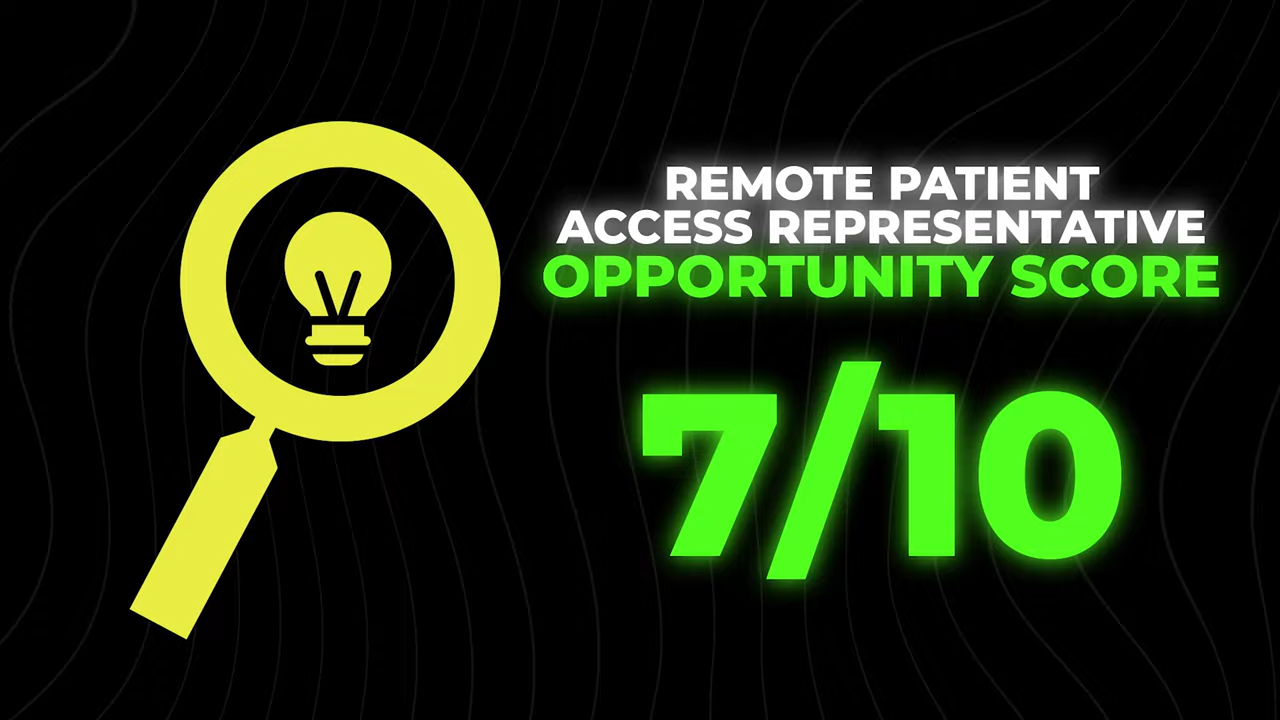 REMOTE PATIENT
ACCESS REPRESENTATIVE
OPPORTUNITY SCORE
7/10